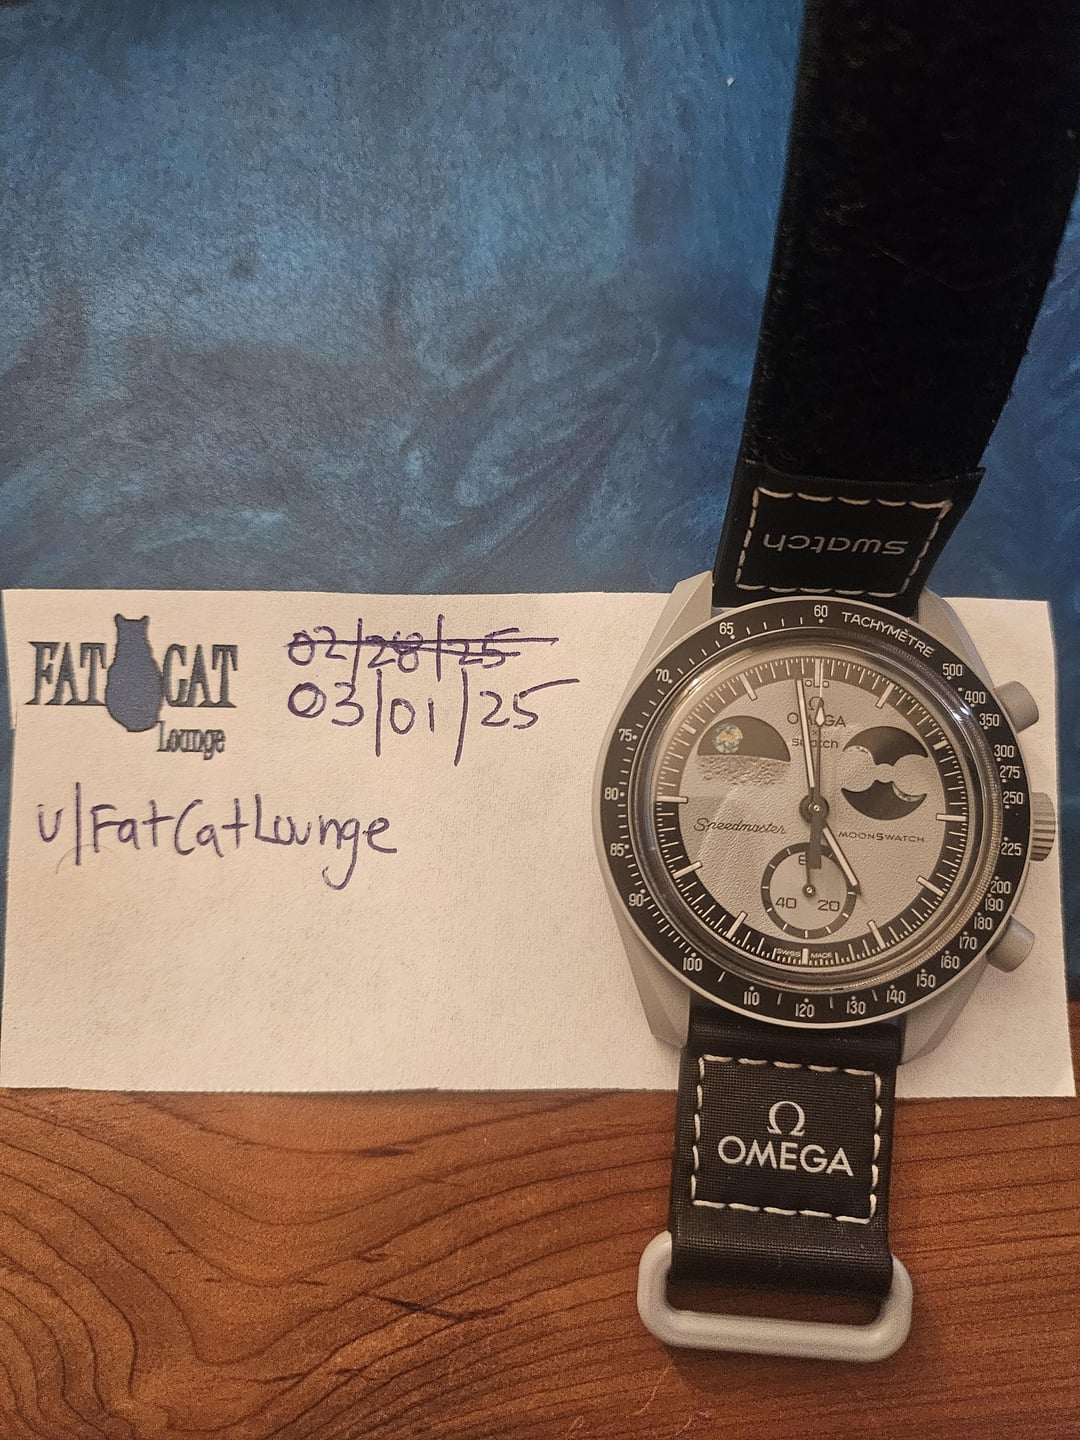 FAT CAT
Lounge
02/28/25
03/01/25
u/FatCatLounge
Swatch
TACHYMÈTRE
500
400
350
300
275
250
225
200
190
180
170
160
150
140
130
120
110
100
90
85
80
75
70
65
60
Ω
OMEGA
×
swatch
Speedmaster
MOONSWATCH
40
20
SWISS MADE
Ω
OMEGA